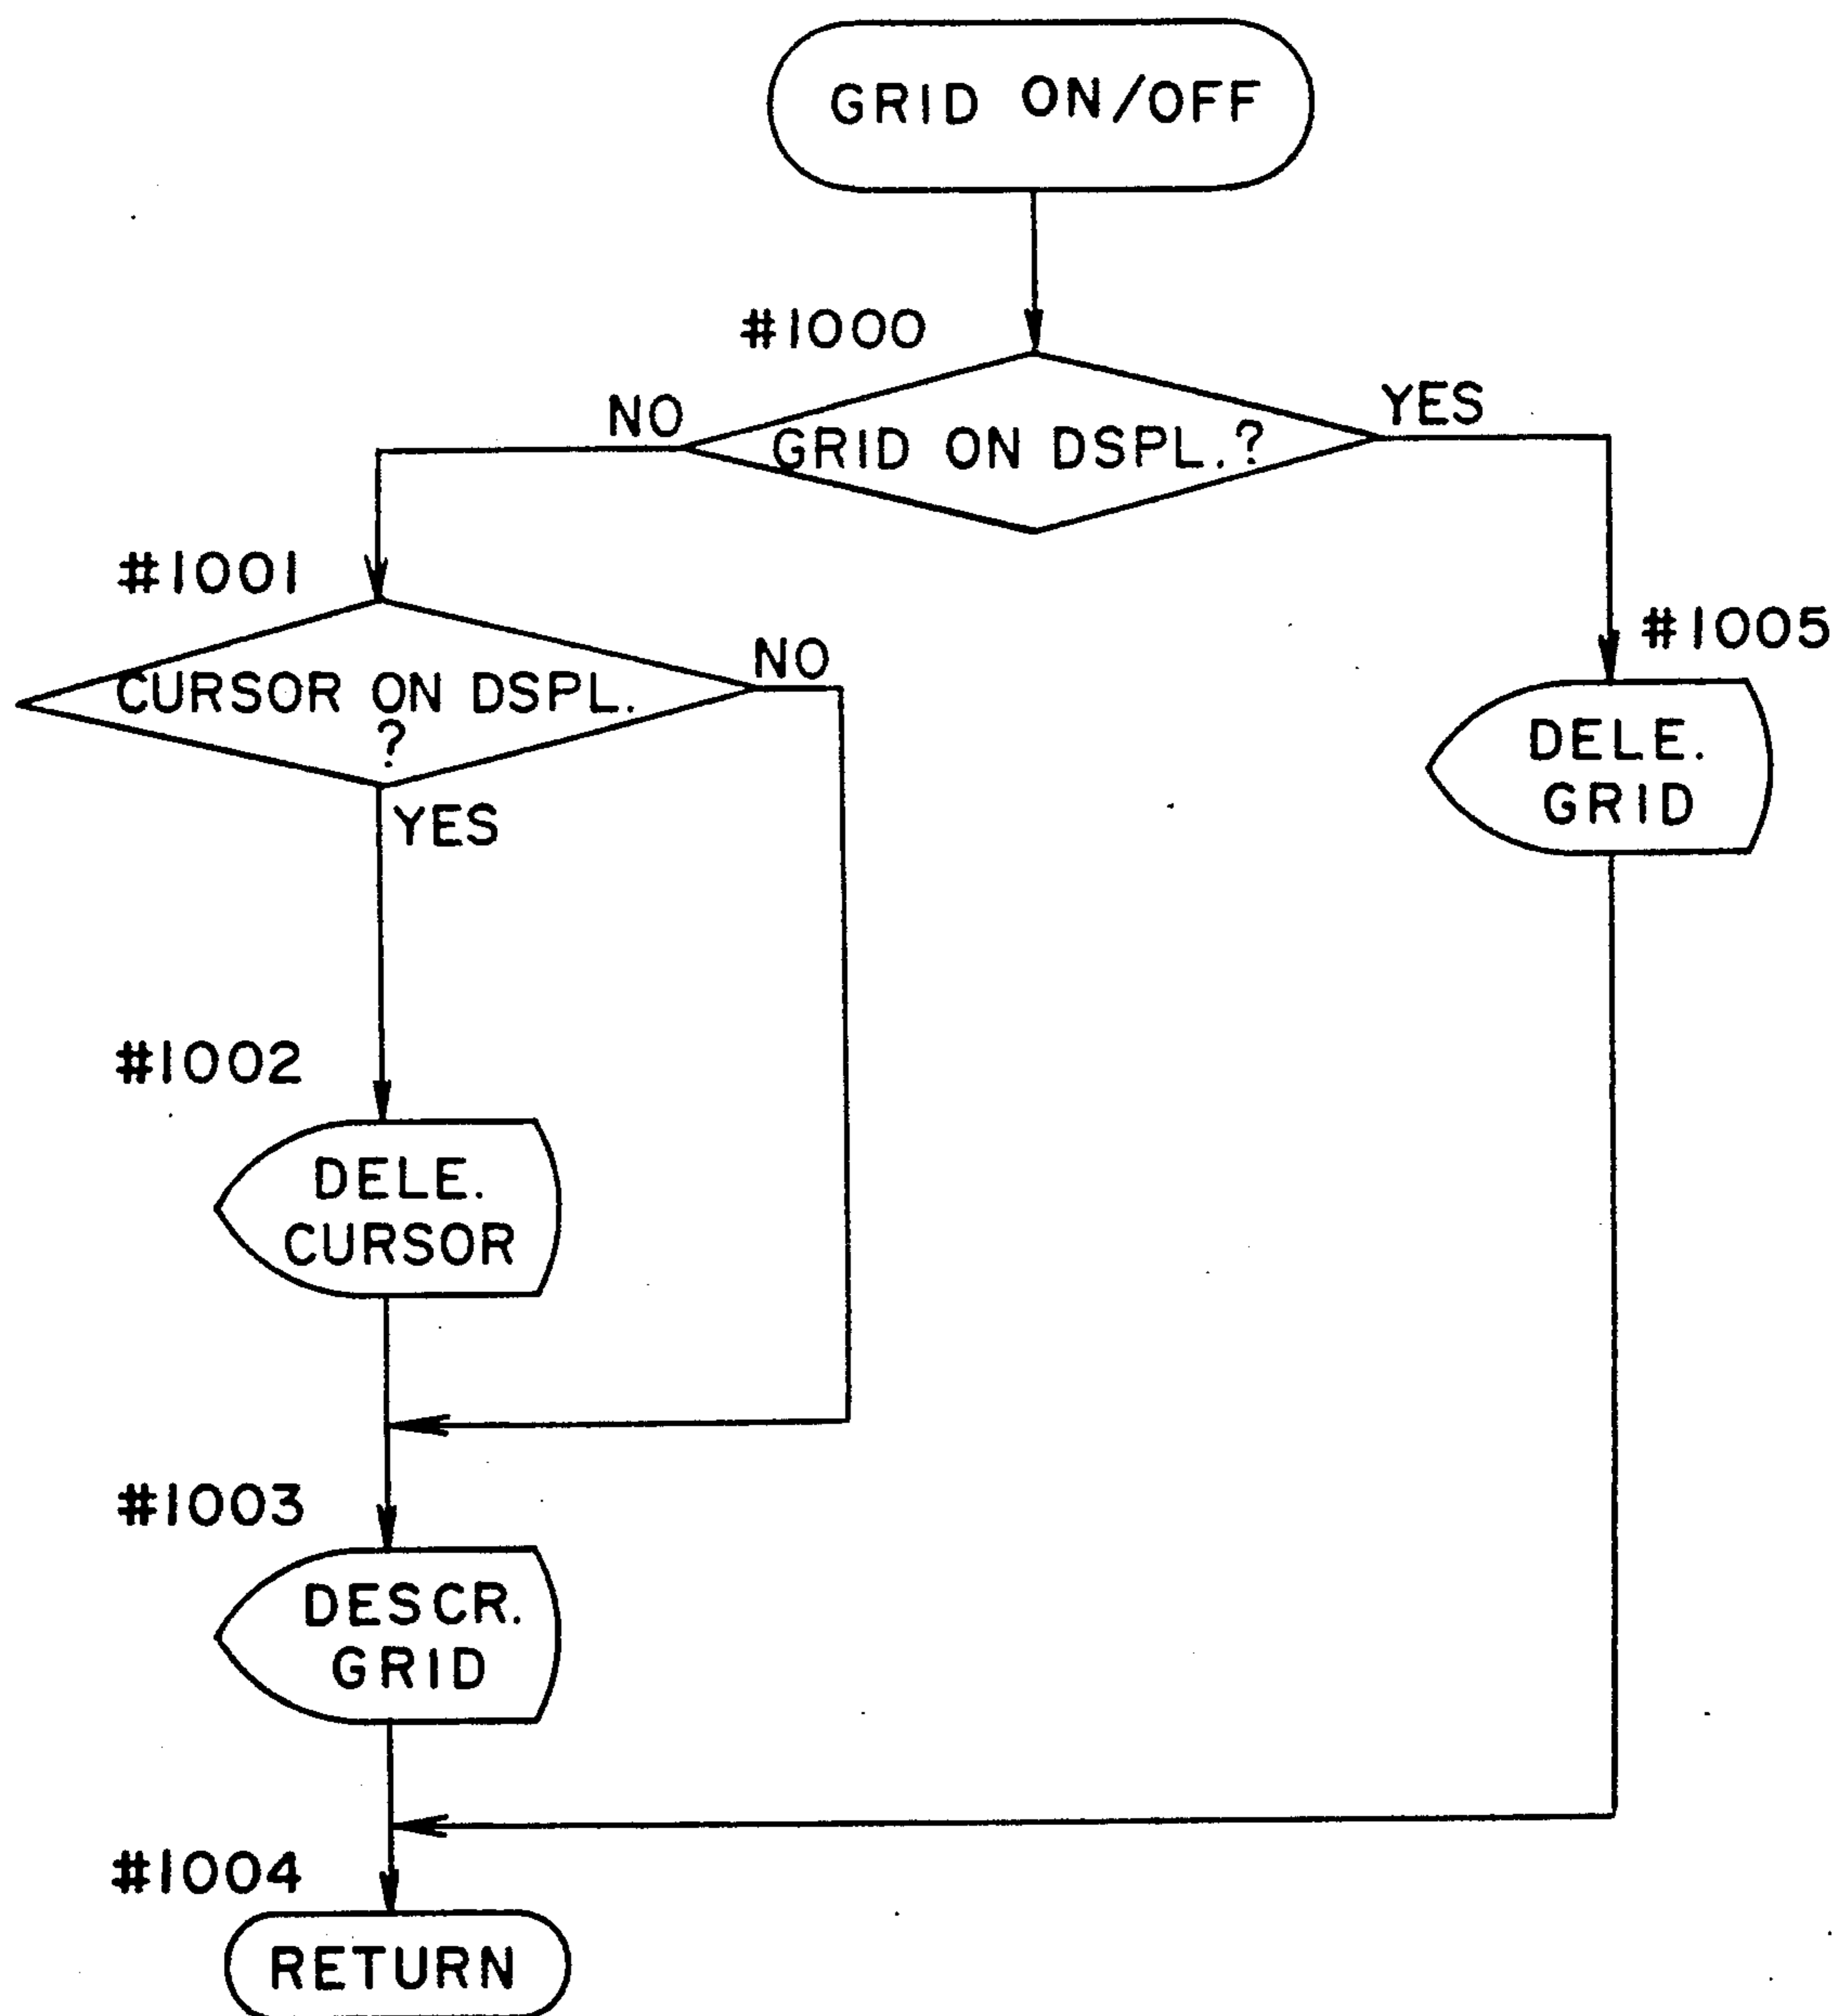 GRID ON/OFF
#1000
NO
YES
GRID ON DSPL.?
#1001
NO
#1005
CURSOR ON DSPL.
?
DELE.
GRID
YES
#1002
DELE.
CURSOR
#1003
DESCR.
GRID
#1004
RETURN